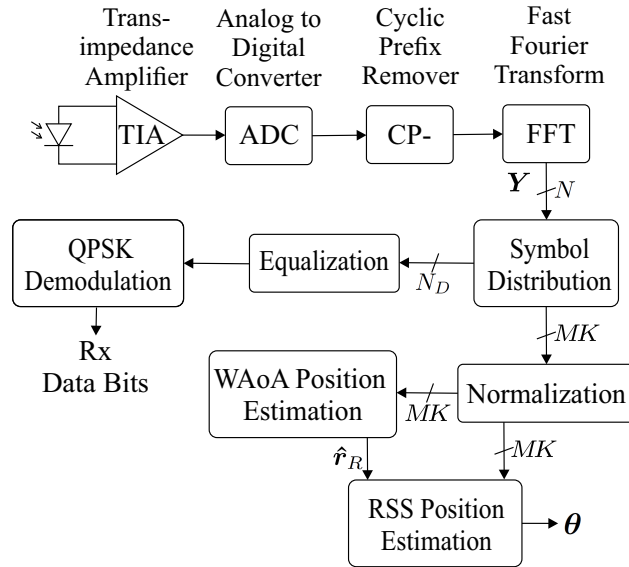 Trans-
impedance
Amplifier
Analog to
Digital
Converter
Cyclic
Prefix
Remover
Fast
Fourier
Transform
TIA
ADC
CP-
FFT
Y
N
QPSK
Demodulation
Equalization
N_D
Symbol
Distribution
Rx
Data Bits
MK
WAoA Position
Estimation
MK
Normalization
r̂_R
MK
RSS Position
Estimation
θ